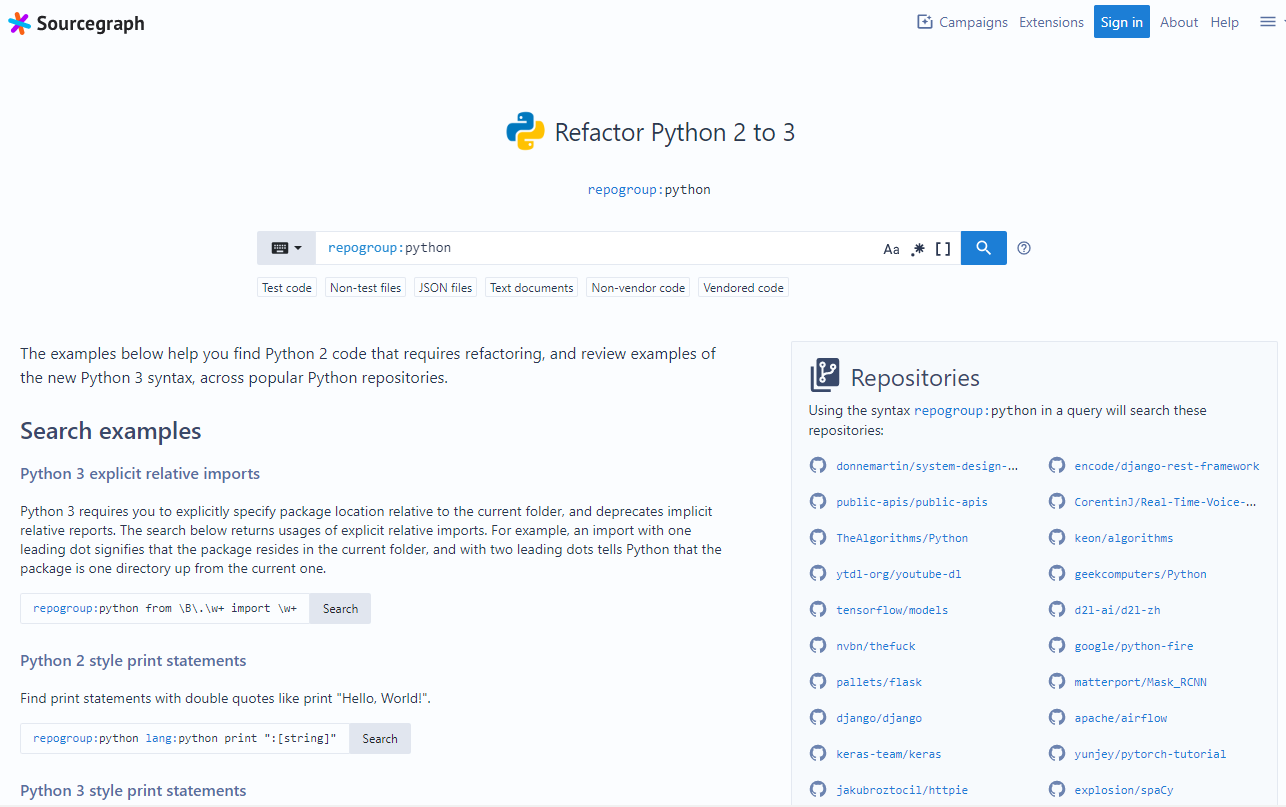 Sourcegraph
Campaigns Extensions Sign in About Help
Refactor Python 2 to 3
repogroup:python
repogroup:python Aa .* [ ]
Test code Non-test files JSON files Text documents Non-vendor code Vendored code
The examples below help you find Python 2 code that requires refactoring, and review examples of
the new Python 3 syntax, across popular Python repositories.
Search examples
Python 3 explicit relative imports
Python 3 requires you to explicitly specify package location relative to the current folder, and deprecates implicit
relative reports. The search below returns usages of explicit relative imports. For example, an import with one
leading dot signifies that the package resides in the current folder, and with two leading dots tells Python that the
package is one directory up from the current one.
repogroup:python from \B\.\w+ import \w+ Search
Python 2 style print statements
Find print statements with double quotes like print "Hello, World!".
repogroup:python lang:python print ":[string]" Search
Python 3 style print statements
Repositories
Using the syntax repogroup:python in a query will search these
repositories:
donnemartin/system-design-... encode/django-rest-framework
public-apis/public-apis CorentinJ/Real-Time-Voice-...
TheAlgorithms/Python keon/algorithms
ytdl-org/youtube-dl geekcomputers/Python
tensorflow/models d2l-ai/d2l-zh
nvbn/thefuck google/python-fire
pallets/flask matterport/Mask_RCNN
django/django apache/airflow
keras-team/keras yunjey/pytorch-tutorial
jakubroztocil/httpie explosion/spaCy